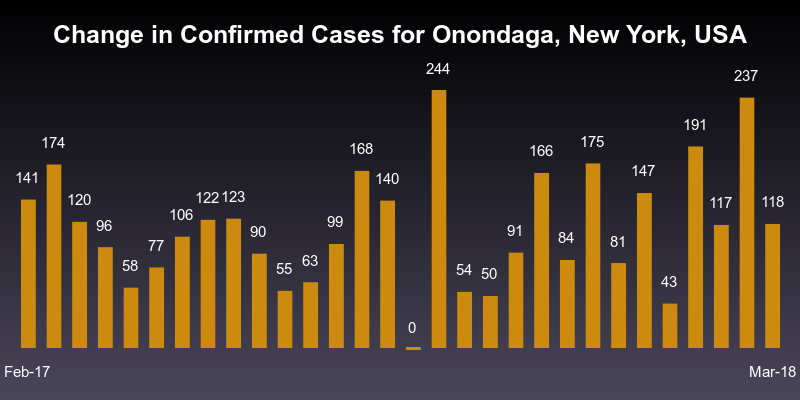 Change in Confirmed Cases for Onondaga, New York, USA
141 174 120 96 58 77 106 122 123 90 55 63 99 168 140 0 244 54 50 91 166 84 175 81 147 43 191 117 237 118
Feb-17 Mar-18